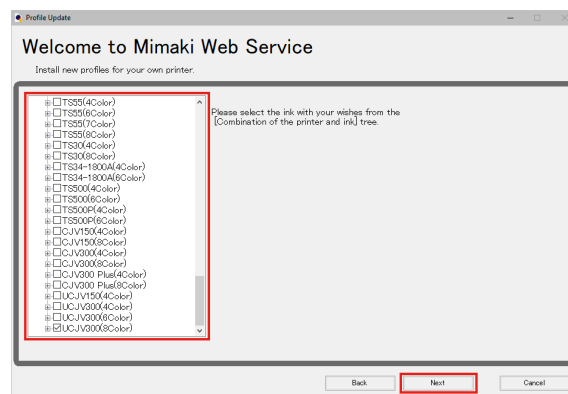 Profile Update
Welcome to Mimaki Web Service
Install new profiles for your own printer.
TS55(4Color)
TS55(6Color)
TS55(7Color)
TS55(8Color)
TS30(4Color)
TS30(8Color)
TS34-1800A(4Color)
TS34-1800A(6Color)
TS500(4Color)
TS500(6Color)
TS500P(4Color)
TS500P(6Color)
CJV150(4Color)
CJV150(8Color)
CJV300(4Color)
CJV300(8Color)
CJV300 Plus(4Color)
CJV300 Plus(8Color)
UCJV150(4Color)
UCJV300(4Color)
UCJV300(6Color)
UCJV300(8Color)
Please select the ink with your wishes from the
[Combination of the printer and ink] tree.
Back
Next
Cancel